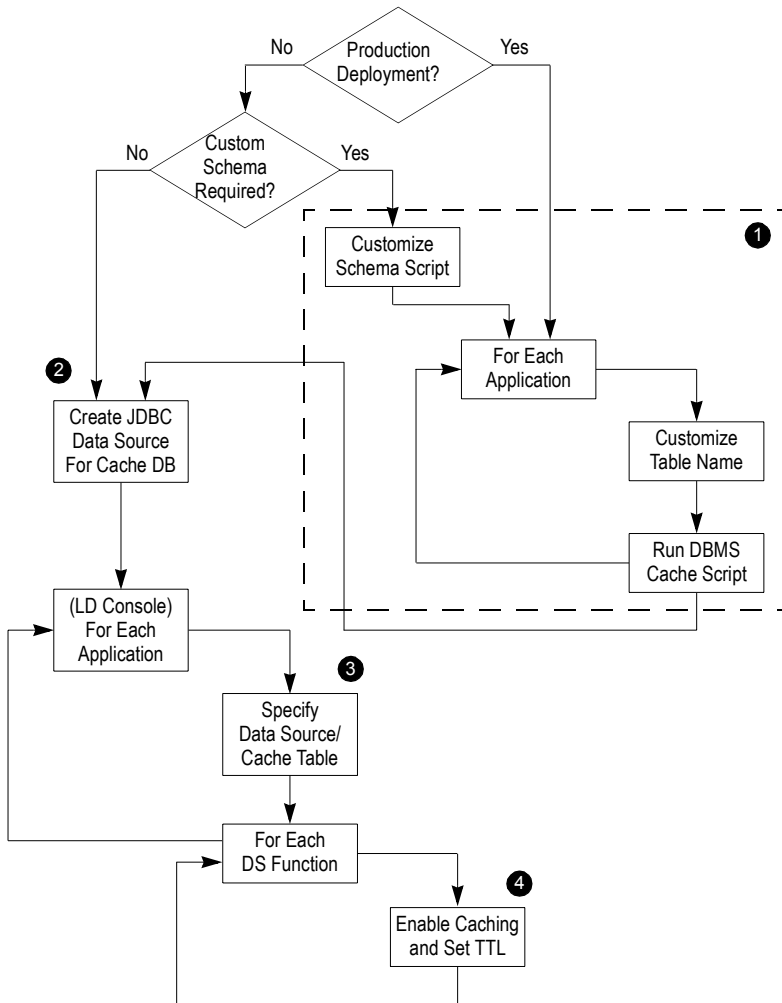 No
Production
Deployment?
Yes
No
Custom
Schema
Required?
Yes
1
Customize
Schema Script
For Each
Application
2
Create JDBC
Data Source
For Cache DB
Customize
Table Name
Run DBMS
Cache Script
(LD Console)
For Each
Application
3
Specify
Data Source/
Cache Table
For Each
DS Function
4
Enable Caching
and Set TTL